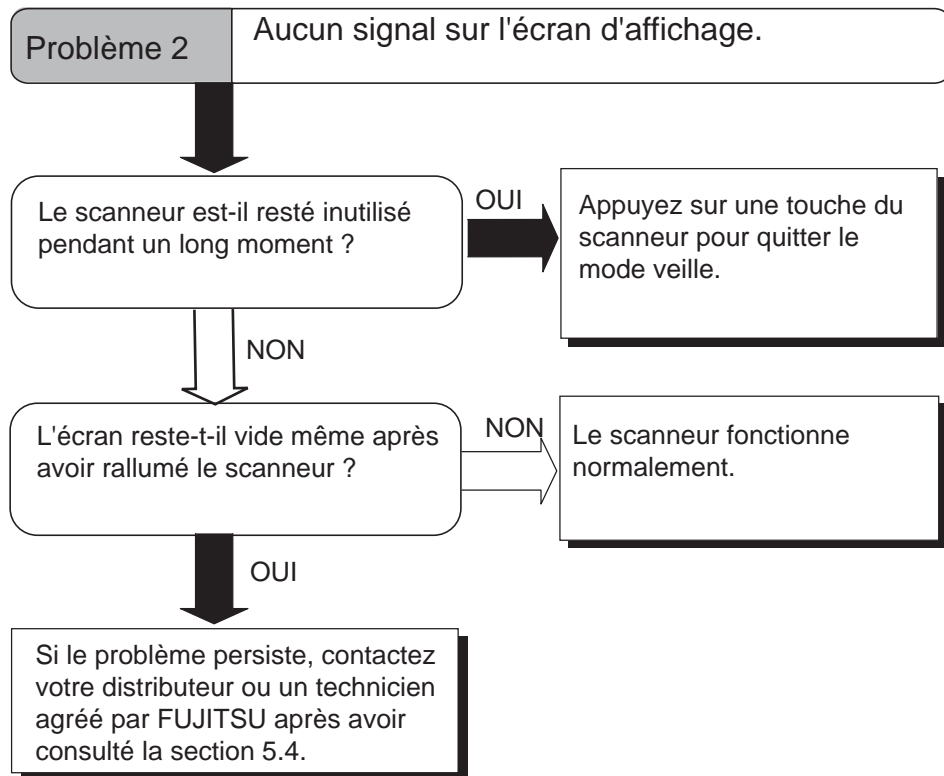 Problème 2
Aucun signal sur l'écran d'affichage.
Le scanneur est-il resté inutilisé
pendant un long moment ?
OUI
Appuyez sur une touche du
scanneur pour quitter le
mode veille.
NON
L'écran reste-t-il vide même après
avoir rallumé le scanneur ?
NON
Le scanneur fonctionne
normalement.
OUI
Si le problème persiste, contactez
votre distributeur ou un technicien
agréé par FUJITSU après avoir
consulté la section 5.4.